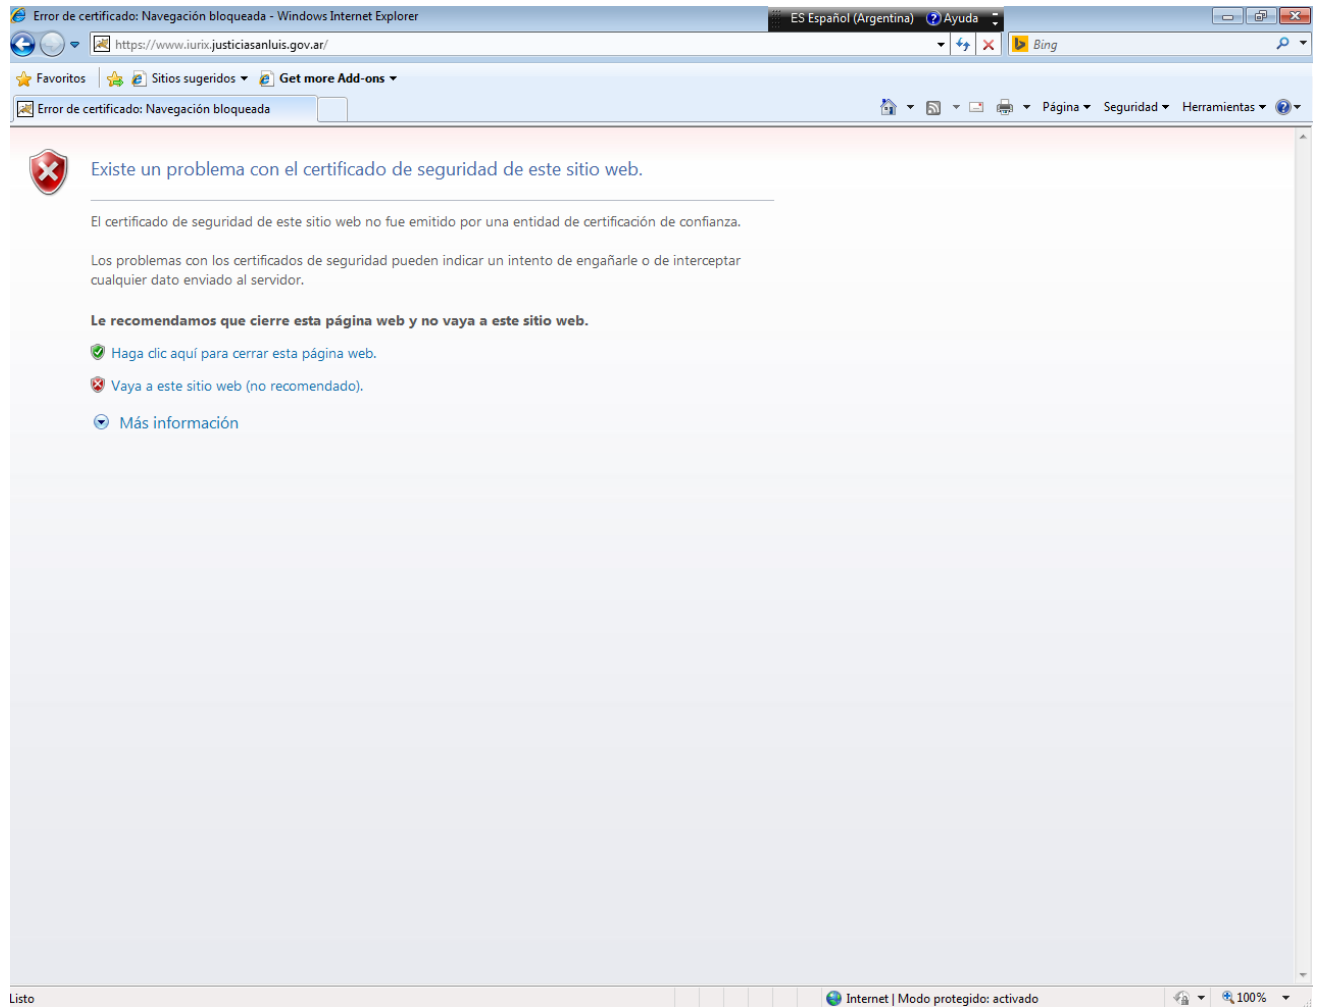 Error de certificado: Navegación bloqueada - Windows Internet Explorer
ES Español (Argentina) Ayuda
https://www.iurix.justiciasanluis.gov.ar/
Bing
Favoritos Sitios sugeridos Get more Add-ons
Error de certificado: Navegación bloqueada
Página Seguridad Herramientas
Existe un problema con el certificado de seguridad de este sitio web.
El certificado de seguridad de este sitio web no fue emitido por una entidad de certificación de confianza.
Los problemas con los certificados de seguridad pueden indicar un intento de engañarle o de interceptar
cualquier dato enviado al servidor.
Le recomendamos que cierre esta página web y no vaya a este sitio web.
Haga clic aquí para cerrar esta página web.
Vaya a este sitio web (no recomendado).
Más información
Listo
Internet | Modo protegido: activado
100%